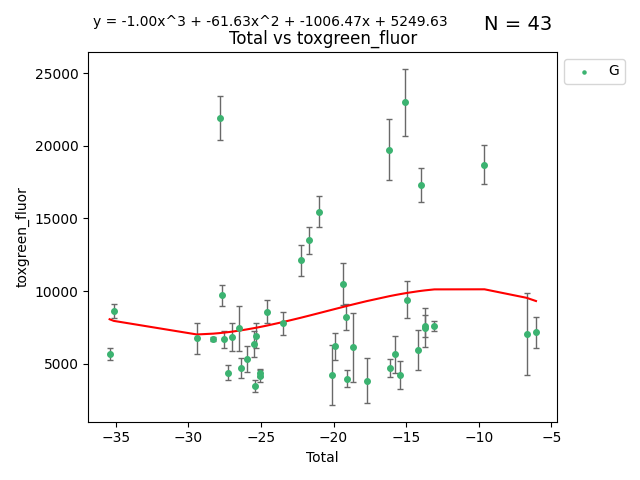 y = -1.00x^3 + -61.63x^2 + -1006.47x + 5249.63
N = 43
Total vs toxgreen_fluor
G
25000
20000
15000
10000
5000
toxgreen_fluor
−35 −30 −25 −20 −15 −10 −5
Total